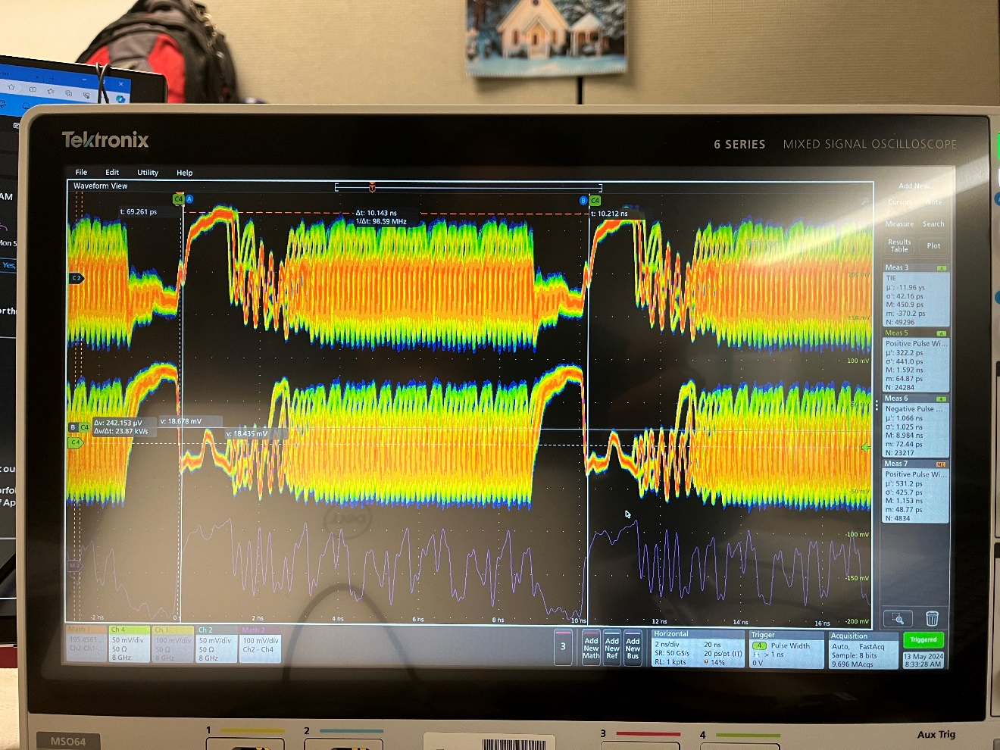 Tektronix
6 SERIES MIXED SIGNAL OSCILLOSCOPE
File Edit Utility Help
Waveform View
Add New...
Cursors Note
Measure Search
Results Table Plot
C4 A
B C4
t: 69.261 ps
Δt: 10.143 ns
1/Δt: 98.59 MHz
t: 10.212 ns
C 2
B C4
Δv: 242.153 µV
Δv/Δt: 23.87 kV/s
v: 18.678 mV
v: 18.435 mV
C 4
M 2
200 mV
150 mV
100 mV
50 mV
-50 mV
-100 mV
-150 mV
-200 mV
-2 ns
0 s
2 ns
4 ns
6 ns
8 ns
10 ns
12 ns
14 ns
16 ns
Meas 3 4
TIE
µ': -11.96 ys
σ': 42.16 ps
M: 450.9 ps
m: -370.2 ps
N: 49296
Meas 5 4
Positive Pulse Wi...
µ': 322.2 ps
σ': 441.0 ps
M: 1.592 ns
m: 64.87 ps
N: 24284
Meas 6 4
Negative Pulse ...
µ': 1.066 ns
σ': 1.025 ns
M: 8.984 ns
m: 72.44 ps
N: 23217
Meas 7 M1
Positive Pulse Wi...
µ': 531.2 ps
σ': 425.7 ps
M: 1.153 ns
m: 48.77 ps
N: 4834
Math 1
Ch2-Ch1
Ch 4
50 mV/div
50 Ω
8 GHz
Ch 1
100 mV/div
50 Ω
8 GHz
Ch 2
50 mV/div
50 Ω
8 GHz
Math 2
100 mV/div
Ch2 - Ch4
3
Add New Math
Add New Ref
Add New Bus
Horizontal
2 ns/div 20 ns
SR: 50 GS/s 20 ps/pt (IT)
RL: 1 kpts 14%
Trigger
4 Pulse Width
> 1 ns
0 V
Acquisition
Auto, FastAcq
Sample: 8 bits
9.696 MAcqs
Triggered
13 May 2024
8:33:28 AM
MSO64
1
2
3
4
Aux Trig
AM
Yes,